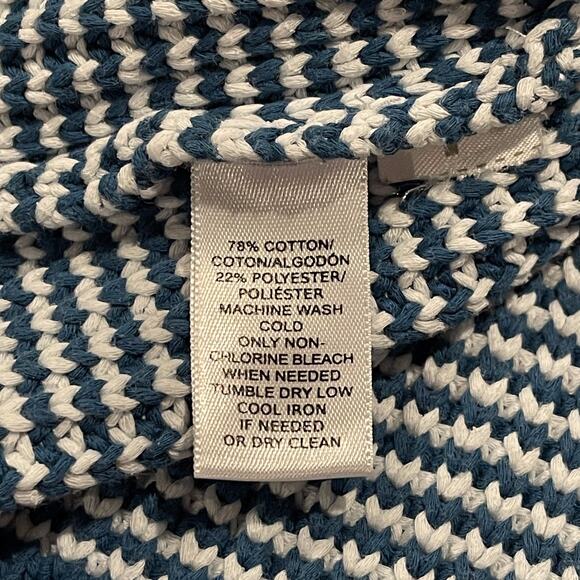 78% COTTON/
COTON/ALGODÓN
22% POLYESTER/
POLIÉSTER
MACHINE WASH
COLD
ONLY NON-
CHLORINE BLEACH
WHEN NEEDED
TUMBLE DRY LOW
COOL IRON
IF NEEDED
OR DRY CLEAN